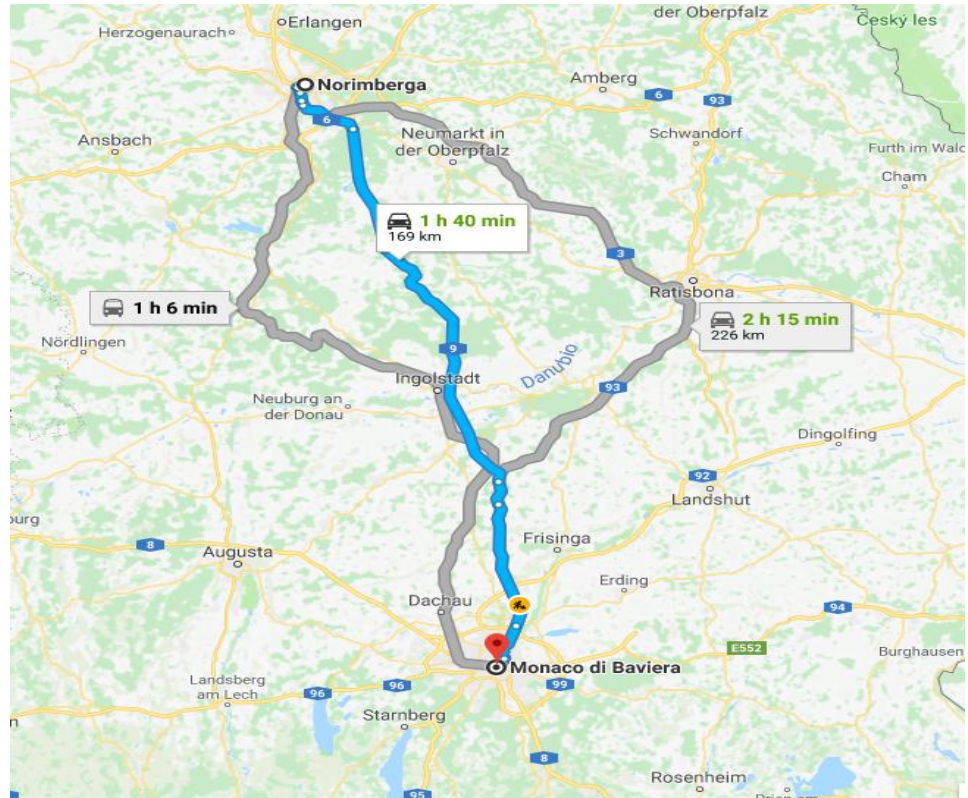 der Oberpfalz
Český les
Erlangen
Herzogenaurach
Norimberga
Amberg
6
93
6
Ansbach
Neumarkt in
der Oberpfalz
Schwandorf
Furth im Wald
Cham
1 h 40 min
169 km
3
Ratisbona
1 h 6 min
2 h 15 min
226 km
Nördlingen
9
Danubio
Ingolstadt
93
Neuburg an
der Donau
Dingolfing
92
Landshut
burg
8
Augusta
Frisinga
Erding
Dachau
94
E552
Burghausen
Monaco di Baviera
Landsberg
am Lech
96
96
99
Starnberg
8
Rosenheim
95